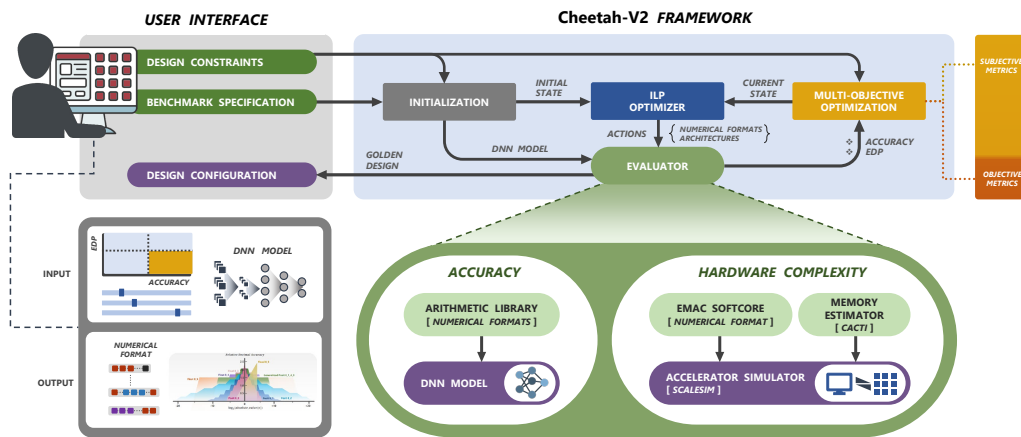 USER INTERFACE
Cheetah-V2 FRAMEWORK
DESIGN CONSTRAINTS
BENCHMARK SPECIFICATION
DESIGN CONFIGURATION
INITIALIZATION
INITIAL
STATE
ILP
OPTIMIZER
CURRENT
STATE
MULTI-OBJECTIVE
OPTIMIZATION
SUBJECTIVE
METRICS
OBJECTIVE
METRICS
ACTIONS
{ NUMERICAL FORMATS }
ARCHITECTURES
DNN MODEL
GOLDEN
DESIGN
EVALUATOR
❖ ACCURACY
❖ EDP
INPUT
EDP
ACCURACY
DNN MODEL
OUTPUT
NUMERICAL
FORMAT
ACCURACY
ARITHMETIC LIBRARY
[ NUMERICAL FORMATS ]
DNN MODEL
HARDWARE COMPLEXITY
EMAC SOFTCORE
[ NUMERICAL FORMAT ]
MEMORY
ESTIMATOR
[ CACTI ]
ACCELERATOR SIMULATOR
[ SCALESIM ]